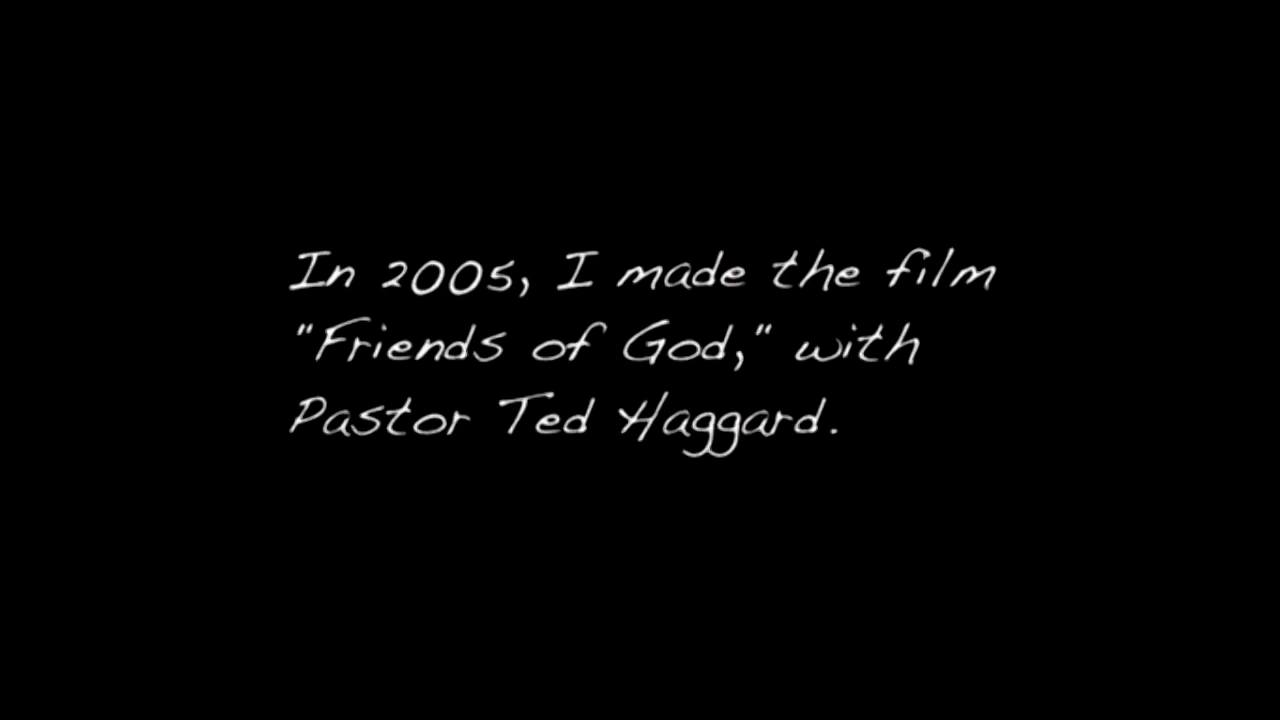 In 2005, I made the film
"Friends of God," with
Pastor Ted Haggard.